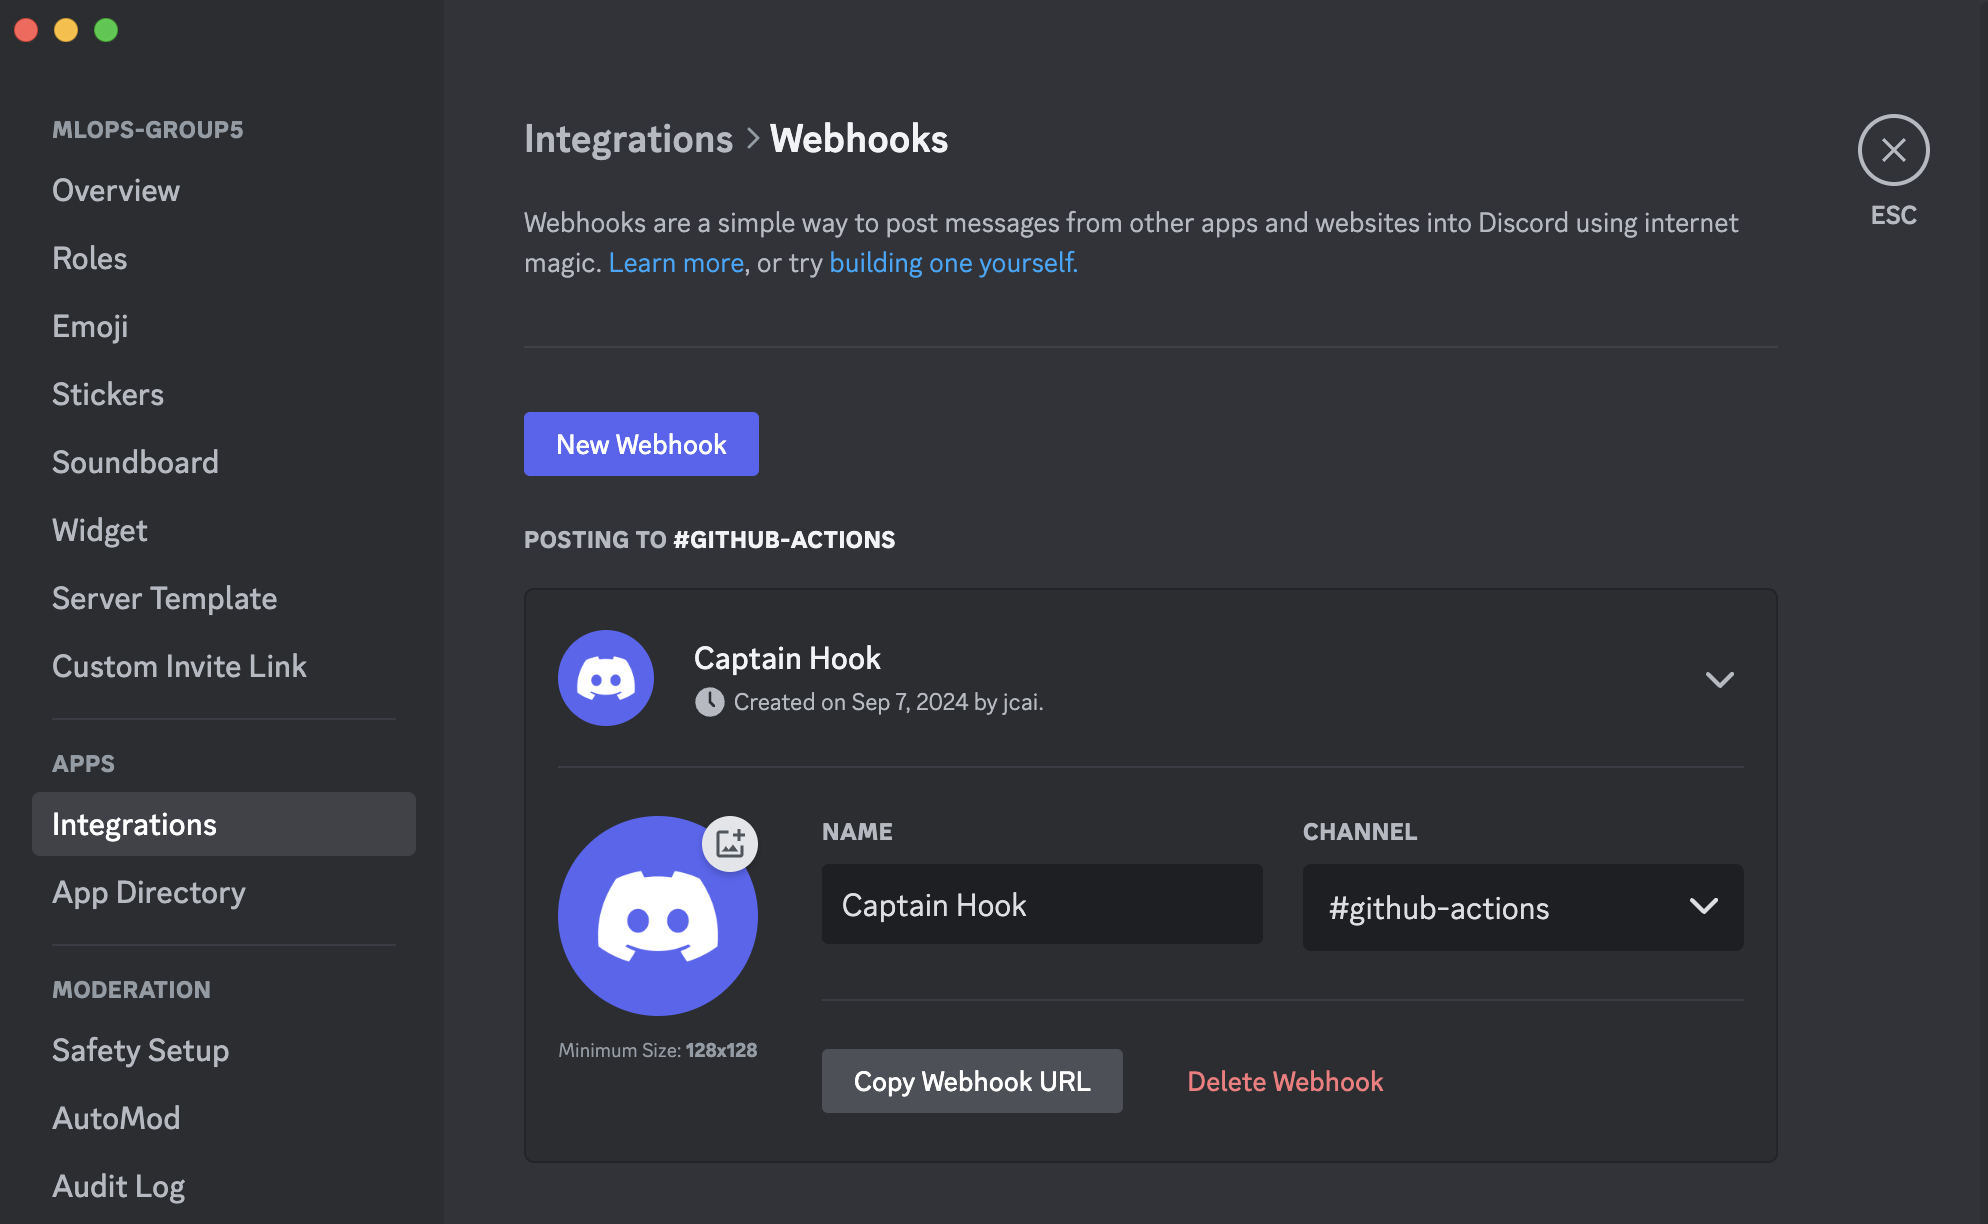 MLOPS-GROUP5
Overview
Roles
Emoji
Stickers
Soundboard
Widget
Server Template
Custom Invite Link
APPS
Integrations
App Directory
MODERATION
Safety Setup
AutoMod
Audit Log
Integrations > Webhooks
ESC
Webhooks are a simple way to post messages from other apps and websites into Discord using internet
magic. Learn more, or try building one yourself.
New Webhook
POSTING TO #GITHUB-ACTIONS
Captain Hook
Created on Sep 7, 2024 by jcai.
NAME
CHANNEL
Captain Hook
#github-actions
Minimum Size: 128x128
Copy Webhook URL
Delete Webhook